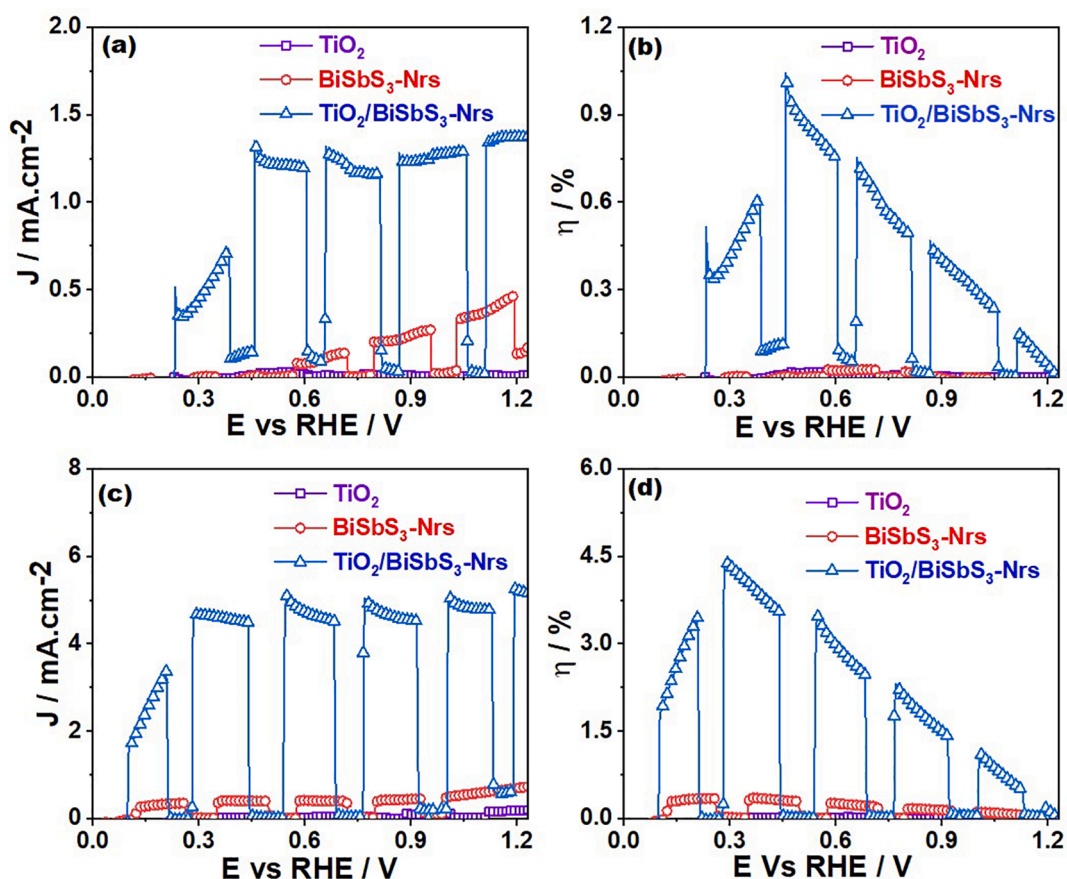 (a)
TiO2
BiSbS3-Nrs
TiO2/BiSbS3-Nrs
J / mA.cm-2
2.0
1.5
1.0
0.5
0.0
0.0 0.3 0.6 0.9 1.2
E vs RHE / V
(b)
TiO2
BiSbS3-Nrs
TiO2/BiSbS3-Nrs
η / %
1.2
0.9
0.6
0.3
0.0
0.0 0.3 0.6 0.9 1.2
E vs RHE / V
(c)
TiO2
BiSbS3-Nrs
TiO2/BiSbS3-Nrs
J / mA.cm-2
8
6
4
2
0
0.0 0.3 0.6 0.9 1.2
E vs RHE / V
(d)
TiO2
BiSbS3-Nrs
TiO2/BiSbS3-Nrs
η / %
6.0
4.5
3.0
1.5
0.0
0.0 0.3 0.6 0.9 1.2
E Vs RHE / V